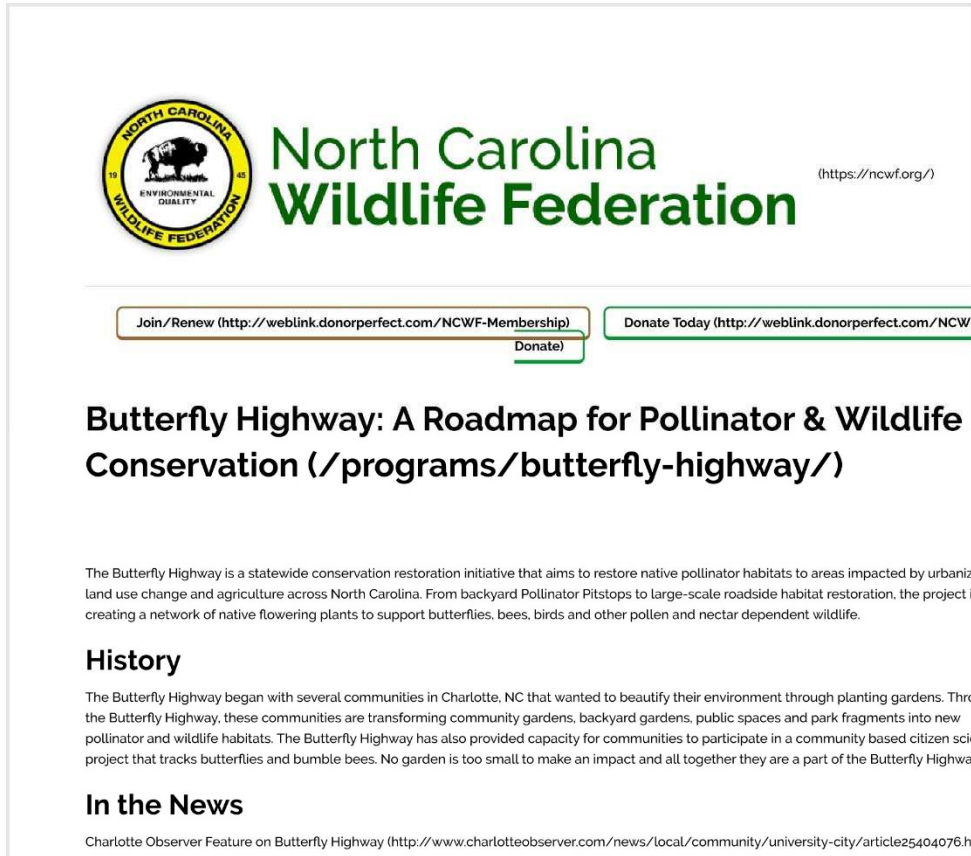 NORTH CAROLINA
19 45
ENVIRONMENTAL
QUALITY
WILDLIFE FEDERATION
North Carolina
Wildlife Federation
(https://ncwf.org/)
Join/Renew (http://weblink.donorperfect.com/NCWF-Membership)
Donate Today (http://weblink.donorperfect.com/NCW
Donate)
Butterfly Highway: A Roadmap for Pollinator & Wildlife
Conservation (/programs/butterfly-highway/)
The Butterfly Highway is a statewide conservation restoration initiative that aims to restore native pollinator habitats to areas impacted by urbaniz
land use change and agriculture across North Carolina. From backyard Pollinator Pitstops to large-scale roadside habitat restoration, the project i
creating a network of native flowering plants to support butterflies, bees, birds and other pollen and nectar dependent wildlife.
History
The Butterfly Highway began with several communities in Charlotte, NC that wanted to beautify their environment through planting gardens. Thro
the Butterfly Highway, these communities are transforming community gardens, backyard gardens, public spaces and park fragments into new
pollinator and wildlife habitats. The Butterfly Highway has also provided capacity for communities to participate in a community based citizen scie
project that tracks butterflies and bumble bees. No garden is too small to make an impact and all together they are a part of the Butterfly Highwa
In the News
Charlotte Observer Feature on Butterfly Highway (http://www.charlotteobserver.com/news/local/community/university-city/article25404076.h